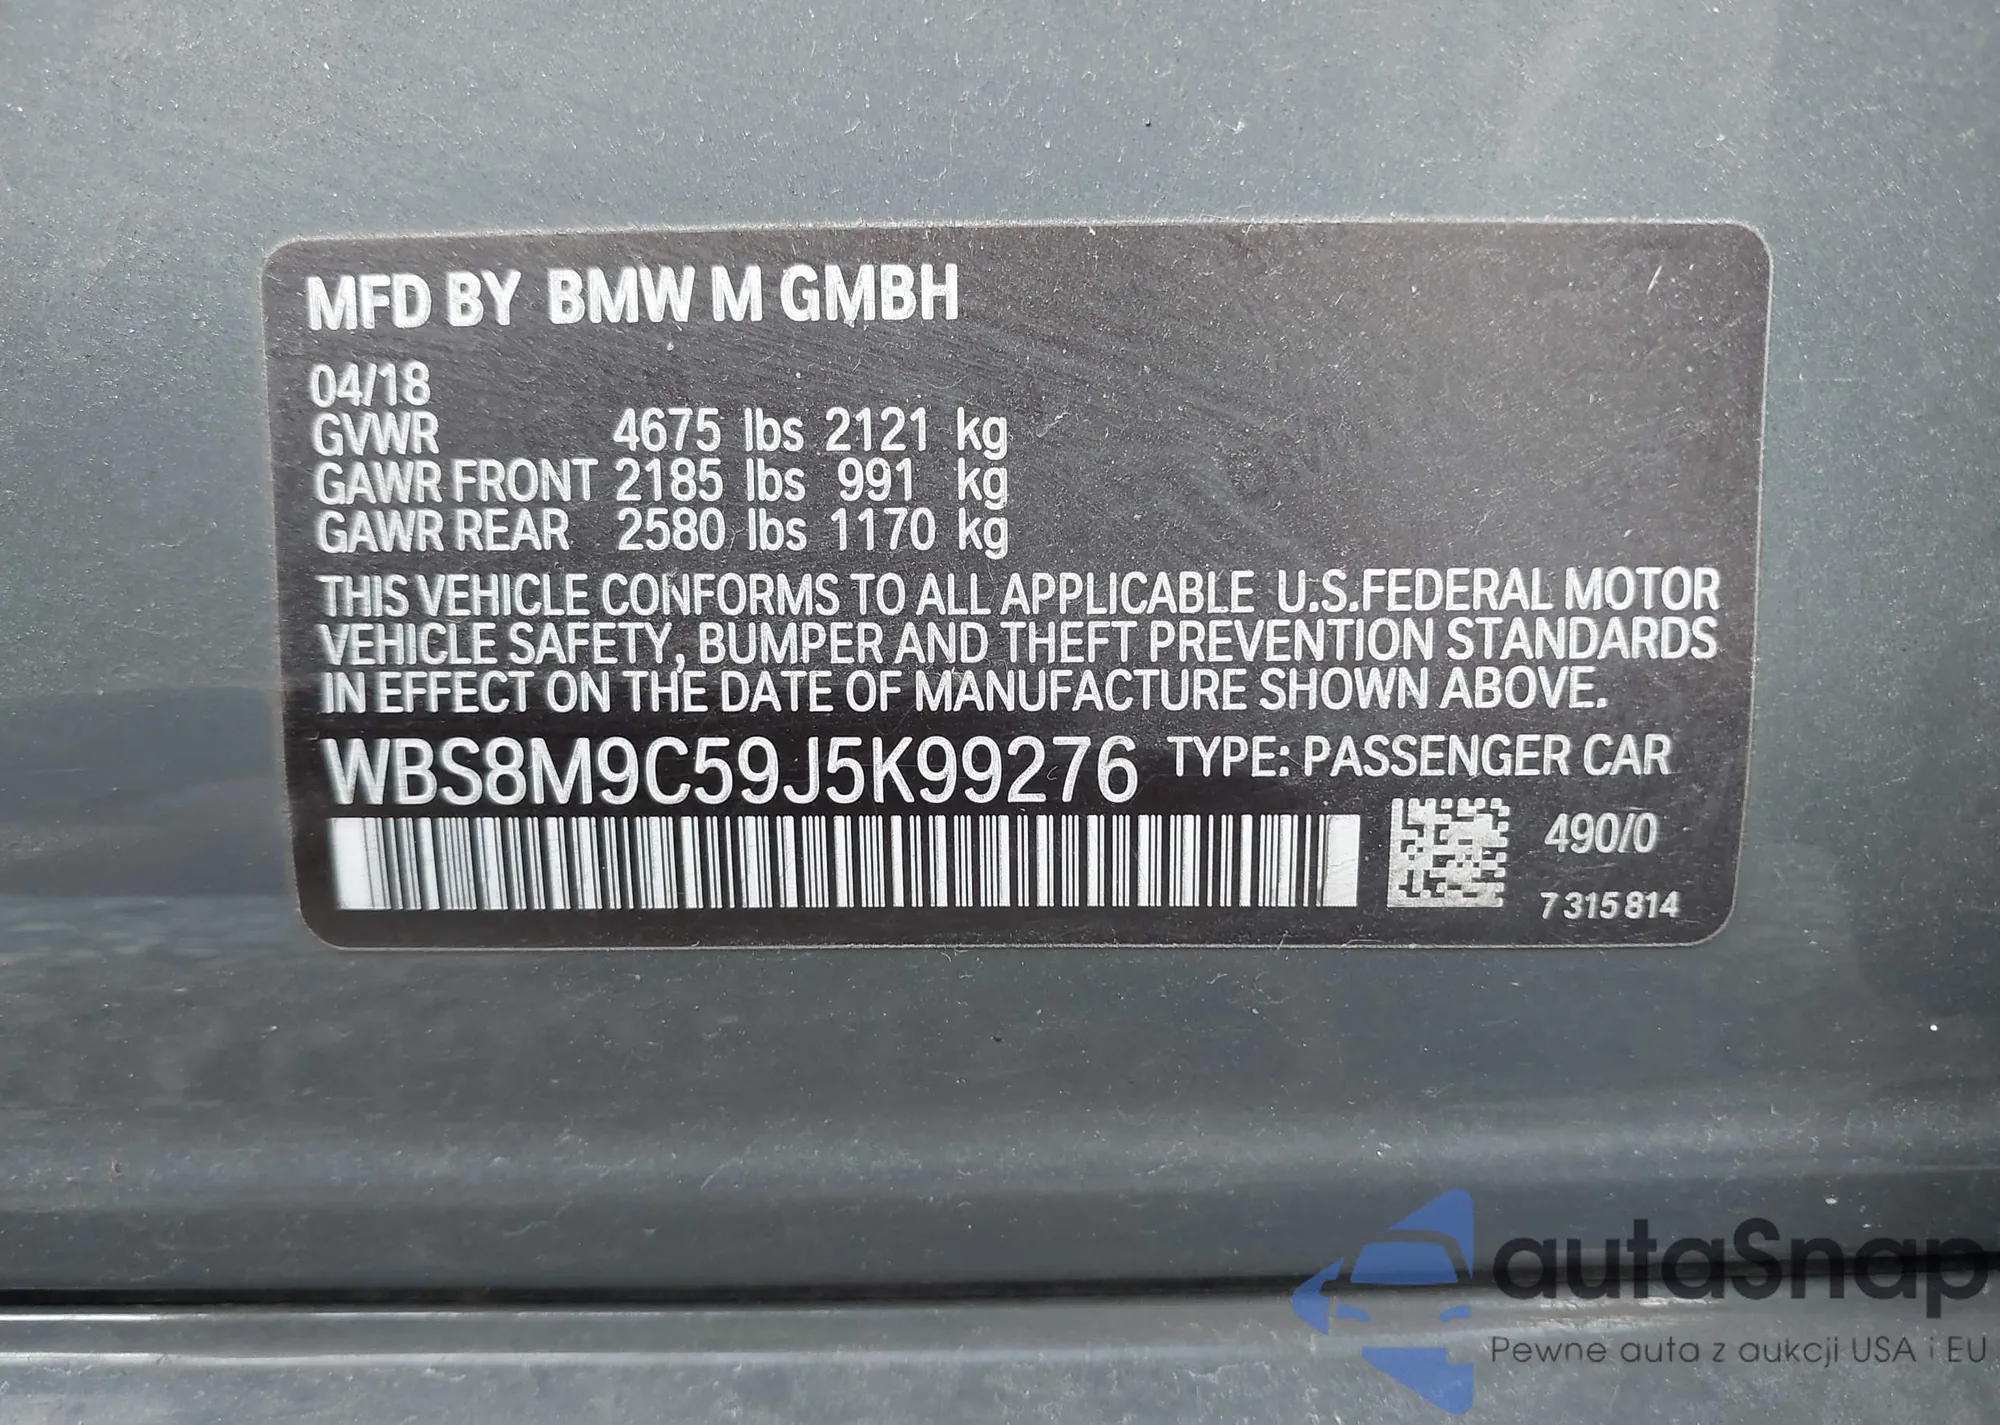 MFD BY BMW M GMBH
04/18
GVWR 4675 lbs 2121 kg
GAWR FRONT 2185 lbs 991 kg
GAWR REAR 2580 lbs 1170 kg
THIS VEHICLE CONFORMS TO ALL APPLICABLE U.S.FEDERAL MOTOR
VEHICLE SAFETY, BUMPER AND THEFT PREVENTION STANDARDS
IN EFFECT ON THE DATE OF MANUFACTURE SHOWN ABOVE.
WBS8M9C59J5K99276 TYPE: PASSENGER CAR
490/0
7 315 814
autaSnap
Pewne auta z aukcji USA i EU